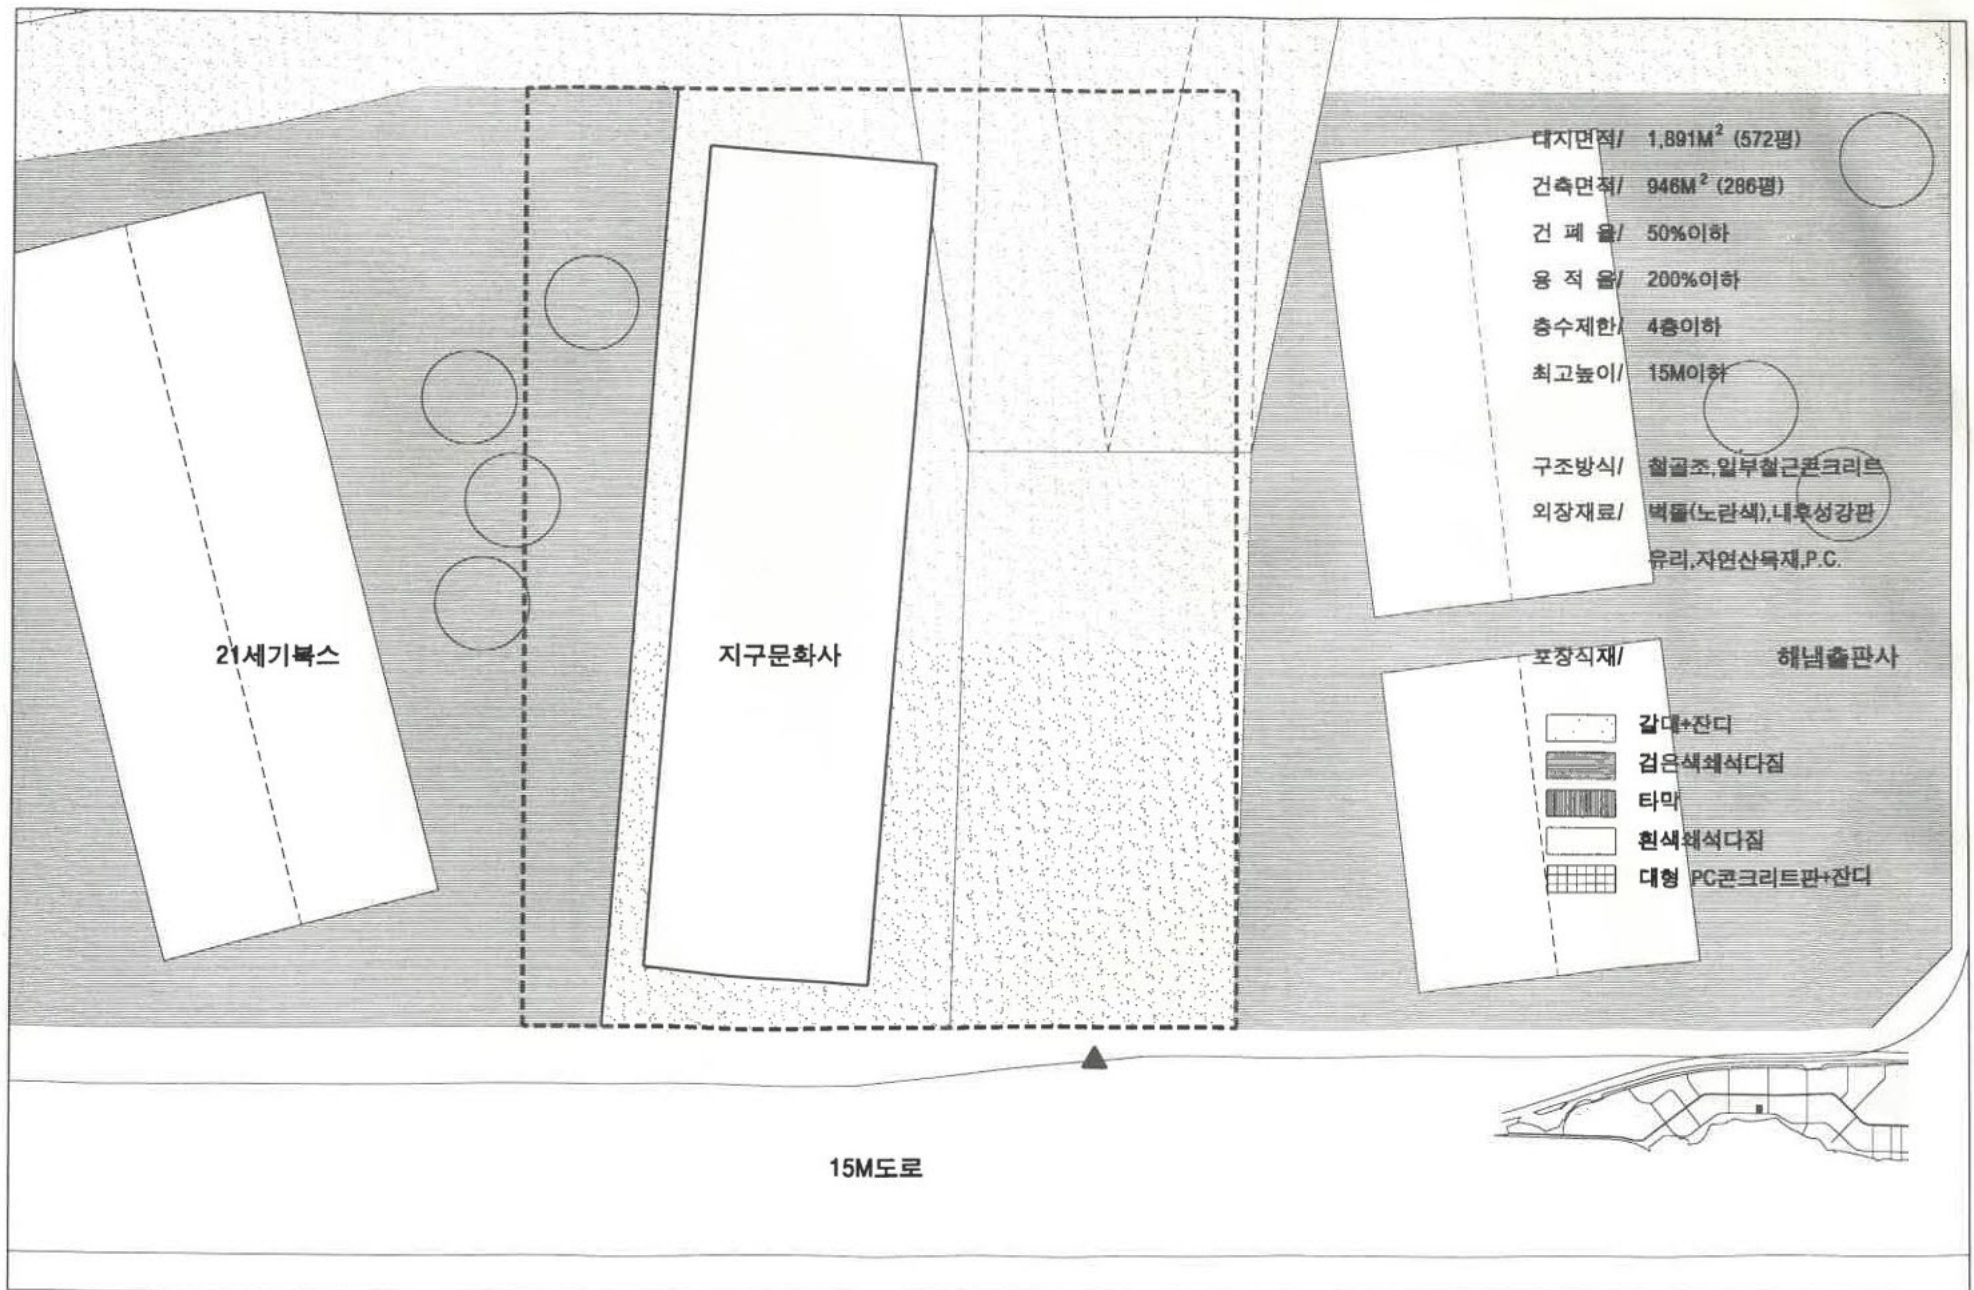 대지면적/ 1,891M² (572평)
건축면적/ 946M² (286평)
건 폐 율/ 50%이하
용 적 율/ 200%이하
층수제한/ 4층이하
최고높이/ 15M이하
구조방식/ 철골조,일부철근콘크리트
외장재료/ 벽돌(노란색),내후성강판
유리,자연산목재,P.C.
21세기북스
지구문화사
포장식재/
해냄출판사
갈대+잔디
검은색쇄석다짐
타막
흰색쇄석다짐
대형 PC콘크리트판+잔디
15M도로